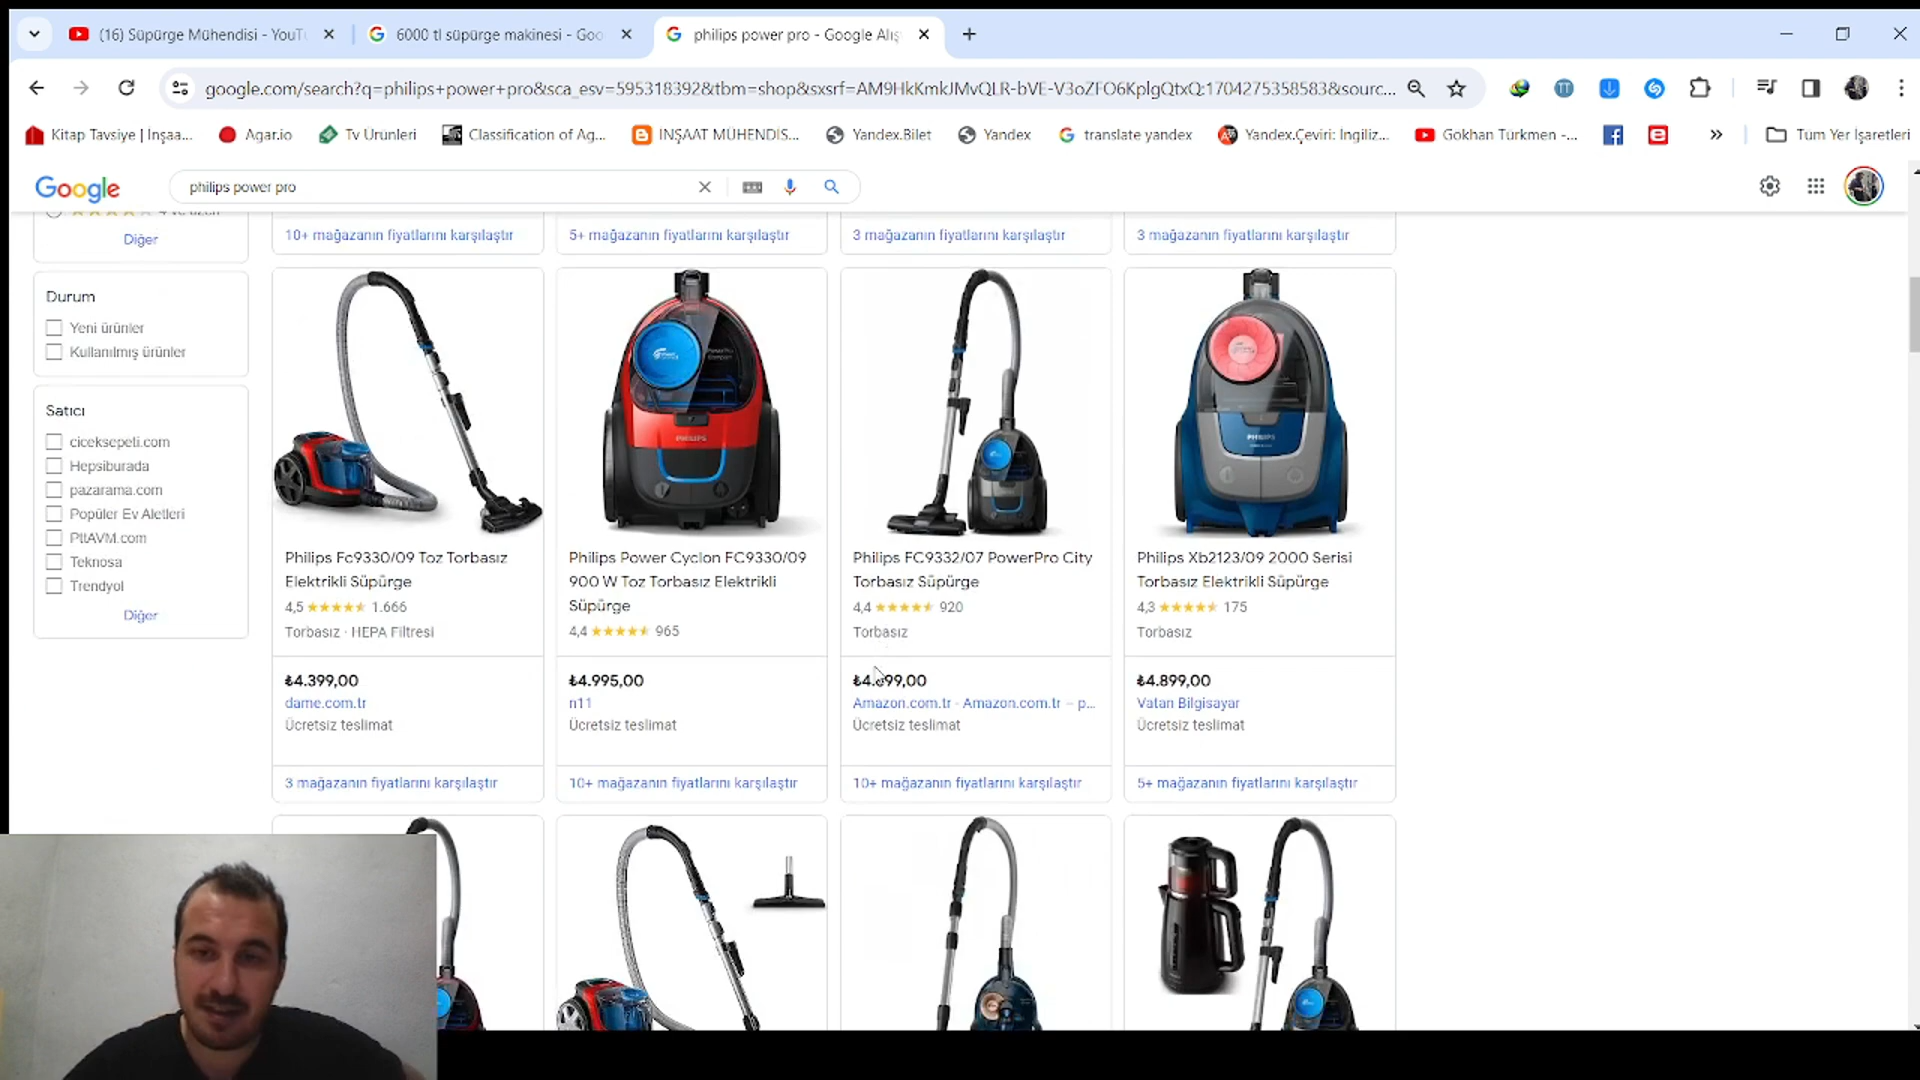 (16) Süpürge Mühendisi - YouT
6000 tl süpürge makinesi - Goo
philips power pro - Google Alış
google.com/search?q=philips+power+pro&sca_esv=595318392&tbm=shop&sxsrf=AM9HkKmkJMvQLR-bVE-V3oZFO6KplgQtxQ:1704275358583&sourc...
Kitap Tavsiye | İnşaa...
Agar.io
Tv Ürünleri
Classification of Ag...
İNŞAAT MÜHENDİS...
Yandex.Bilet
Yandex
translate yandex
Yandex.Çeviri: İngiliz...
Gökhan Türkmen -...
»
Tüm Yer İşaretleri
Google
philips power pro
Diğer
10+ mağazanın fiyatlarını karşılaştır
5+ mağazanın fiyatlarını karşılaştır
3 mağazanın fiyatlarını karşılaştır
3 mağazanın fiyatlarını karşılaştır
Durum
Yeni ürünler
Kullanılmış ürünler
Satıcı
ciceksepeti.com
Hepsiburada
pazarama.com
Popüler Ev Aletleri
PttAVM.com
Teknosa
Trendyol
Diğer
PHILIPS
PHILIPS
Philips Fc9330/09 Toz Torbasız
Elektrikli Süpürge
4,5 1.666
Torbasız · HEPA Filtresi
₺4.399,00
dame.com.tr
Ücretsiz teslimat
3 mağazanın fiyatlarını karşılaştır
Philips Power Cyclon FC9330/09
900 W Toz Torbasız Elektrikli
Süpürge
4,4 965
₺4.995,00
n11
Ücretsiz teslimat
10+ mağazanın fiyatlarını karşılaştır
Philips FC9332/07 PowerPro City
Torbasız Süpürge
4,4 920
Torbasız
Amazon.com.tr - Amazon.com.tr – p...
Ücretsiz teslimat
10+ mağazanın fiyatlarını karşılaştır
Philips Xb2123/09 2000 Serisi
Torbasız Elektrikli Süpürge
4,3 175
Torbasız
₺4.899,00
Vatan Bilgisayar
Ücretsiz teslimat
5+ mağazanın fiyatlarını karşılaştır